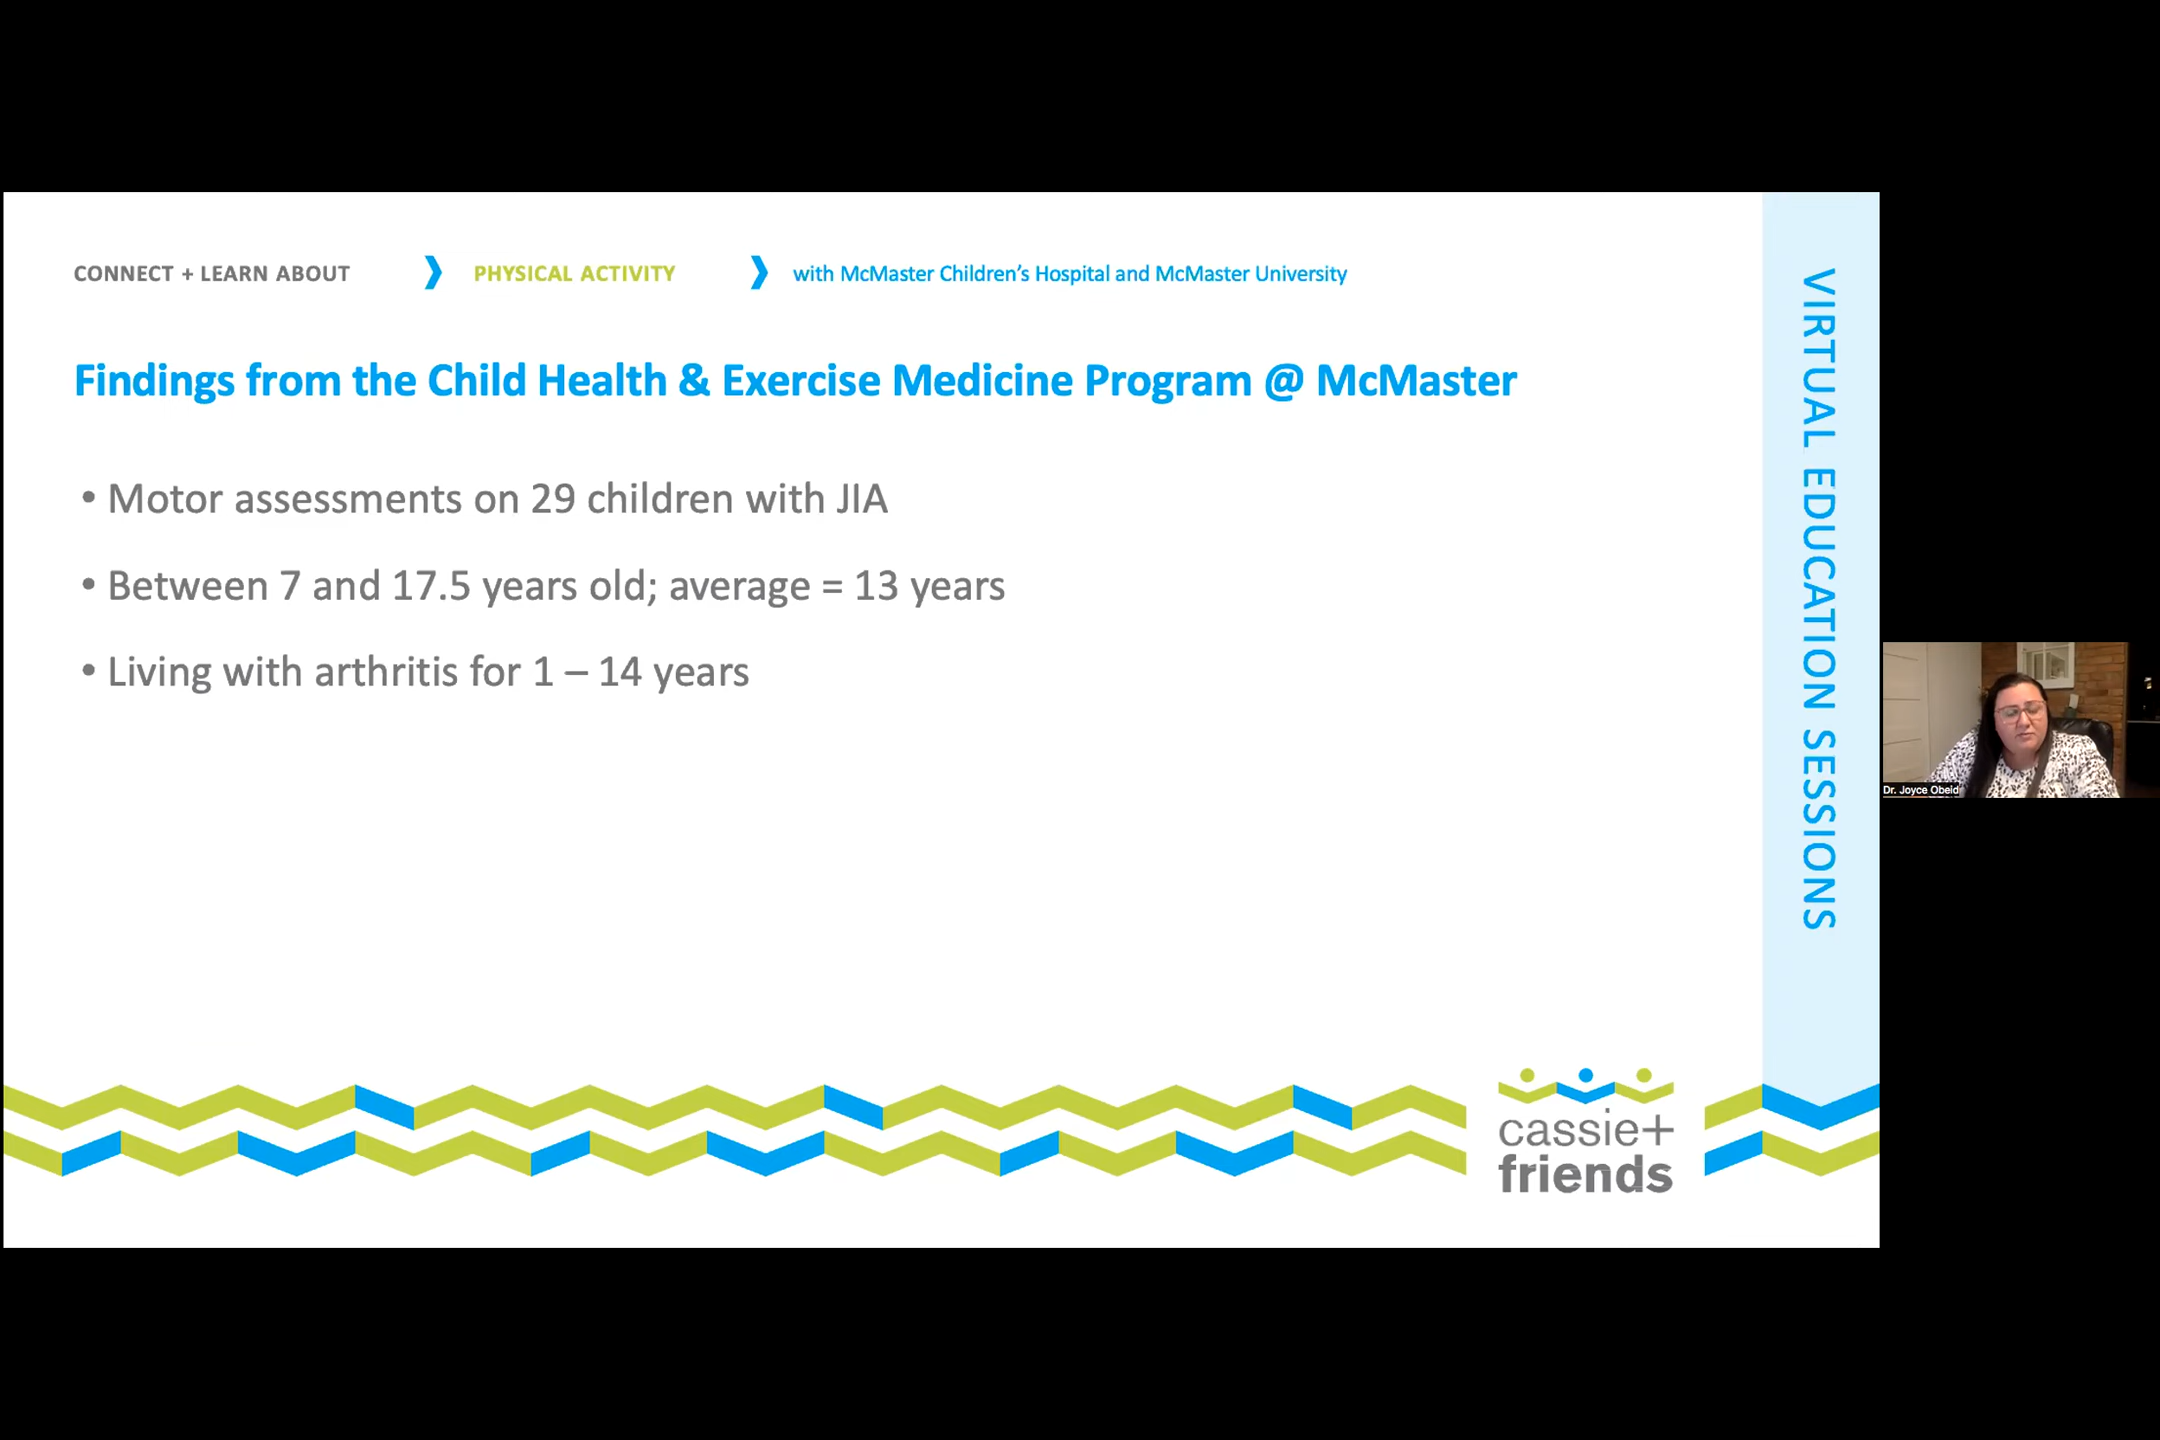 CONNECT + LEARN ABOUT ❯ PHYSICAL ACTIVITY ❯ with McMaster Children's Hospital and McMaster University
Findings from the Child Health & Exercise Medicine Program @ McMaster
• Motor assessments on 29 children with JIA
• Between 7 and 17.5 years old; average = 13 years
• Living with arthritis for 1 – 14 years
VIRTUAL EDUCATION SESSIONS
Dr. Joyce Obeid
cassie+
friends